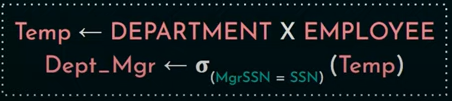 Temp ← DEPARTMENT X EMPLOYEE
Dept_Mgr ← σ(MgrSSN = SSN) (Temp)